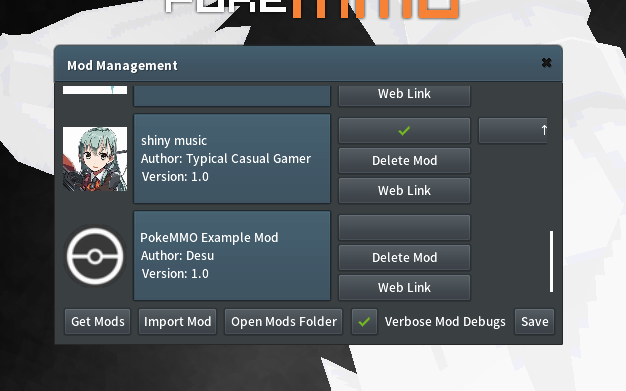 POKEMMO
Mod Management
Web Link
shiny music
Author: Typical Casual Gamer
Version: 1.0
Delete Mod
Web Link
PokeMMO Example Mod
Author: Desu
Version: 1.0
Delete Mod
Web Link
Get Mods
Import Mod
Open Mods Folder
Verbose Mod Debugs
Save